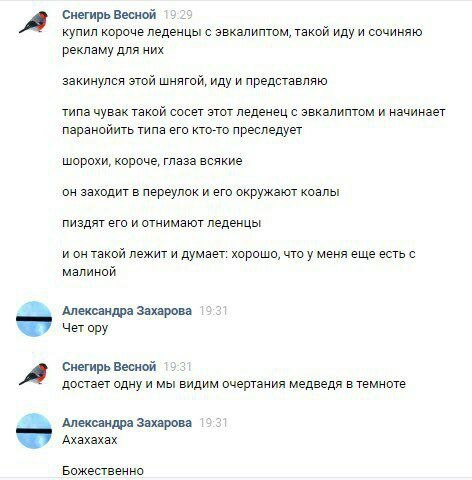 Снегирь Весной 19:29
купил короче леденцы с эвкалиптом, такой иду и сочиняю
рекламу для них
закинулся этой шнягой, иду и представляю
типа чувак такой сосет этот леденец с эвкалиптом и начинает
паранойить типа его кто-то преследует
шорохи, короче, глаза всякие
он заходит в переулок и его окружают коалы
пиздят его и отнимают леденцы
и он такой лежит и думает: хорошо, что у меня еще есть с
малиной
Александра Захарова 19:31
Чет ору
Снегирь Весной 19:31
достает одну и мы видим очертания медведя в темноте
Александра Захарова 19:31
Ахахахах
Божественно